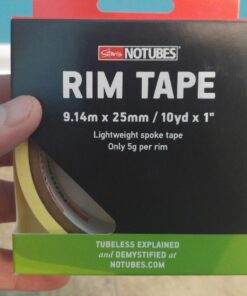 Stan's NOTUBES
RIM TAPE
9.14m x 25mm / 10yd x 1"
Lightweight spoke tape
Only 5g per rim
TUBELESS EXPLAINED
and DEMYSTIFIED at
NOTUBES.COM